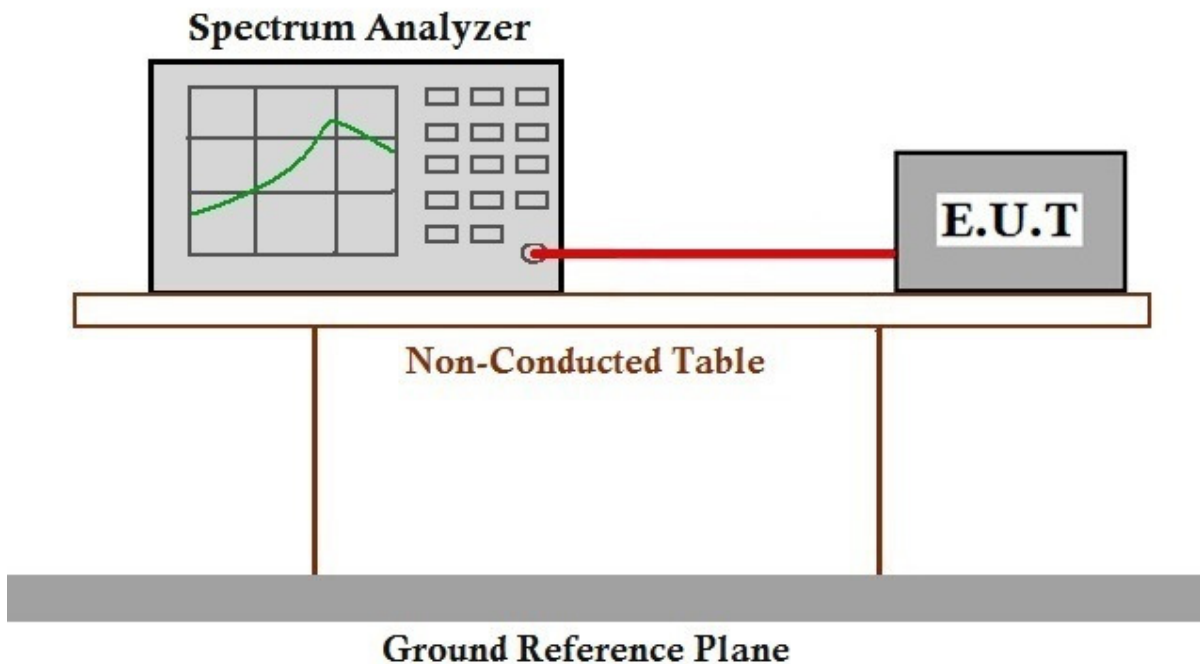 Spectrum Analyzer
E.U.T
Non-Conducted Table
Ground Reference Plane